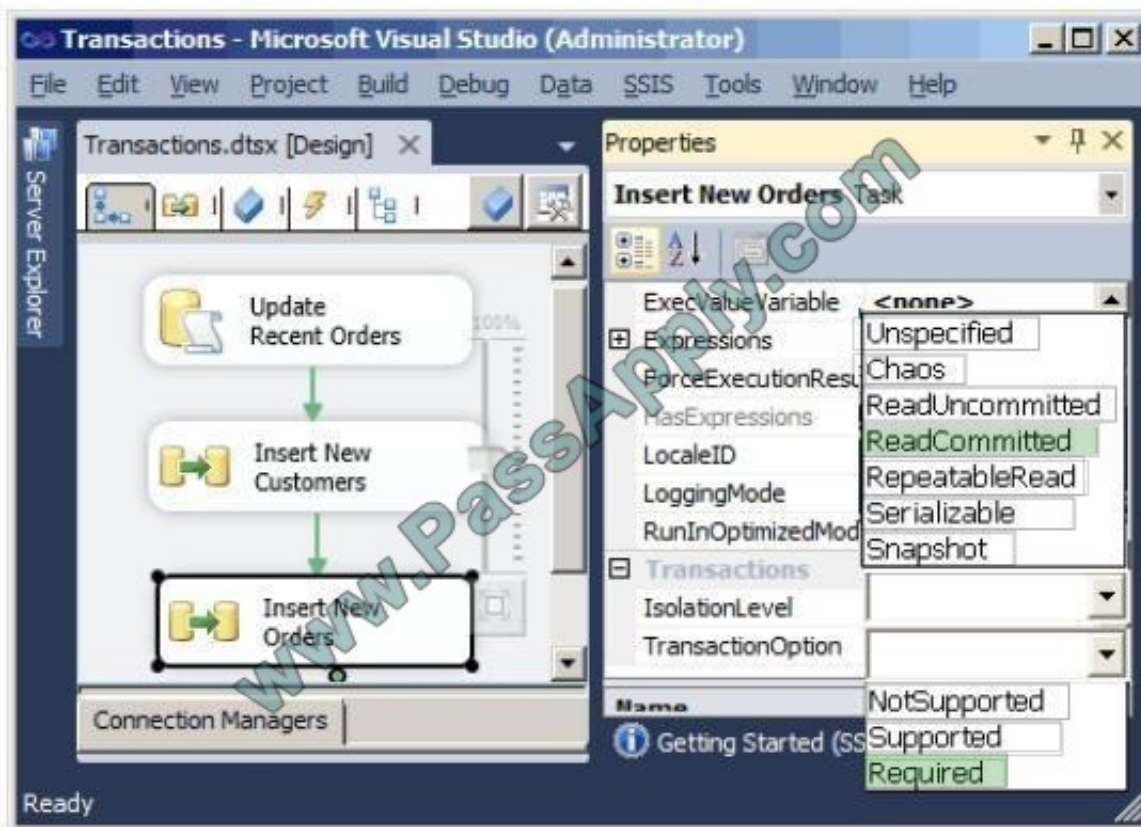 Transactions - Microsoft Visual Studio (Administrator)
File Edit View Project Build Debug Data SSIS Tools Window Help
Server Explorer
Transactions.dtsx [Design]
Update
Recent Orders
100%
Insert New
Customers
Insert New
Orders
Connection Managers
Properties
Insert New Orders Task
ExecValueVariable <none>
Expressions
ForceExecutionResu
HasExpressions
LocaleID
LoggingMode
RunInOptimizedMod
Transactions
IsolationLevel
TransactionOption
Unspecified
Chaos
ReadUncommitted
ReadCommitted
RepeatableRead
Serializable
Snapshot
NotSupported
Supported
Required
Name
Getting Started (SS
Ready
www.PassApply.com